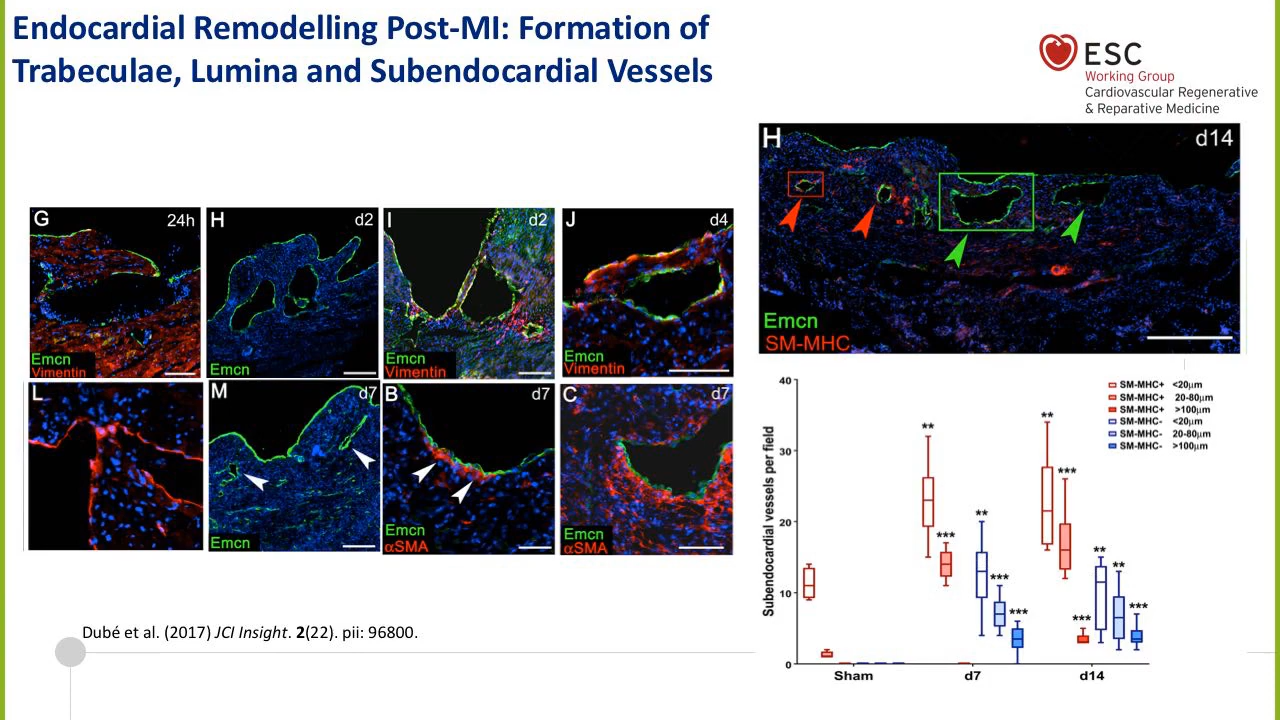 Endocardial Remodelling Post-MI: Formation of
Trabeculae, Lumina and Subendocardial Vessels
ESC
Working Group
Cardiovascular Regenerative
& Reparative Medicine
G
24h
Emcn
Vimentin
H
d2
Emcn
I
d2
Emcn
Vimentin
J
d4
Emcn
Vimentin
L
M
d7
Emcn
B
d7
Emcn
αSMA
C
d7
Emcn
αSMA
H
d14
Emcn
SM-MHC
Subendocardial vessels per field
40
30
20
10
0
SM-MHC+ <20µm
SM-MHC+ 20-80µm
SM-MHC+ >100µm
SM-MHC- <20µm
SM-MHC- 20-80µm
SM-MHC- >100µm
**
***
**
***
***
**
***
***
**
**
***
Sham
d7
d14
Dubé et al. (2017) JCI Insight. 2(22). pii: 96800.